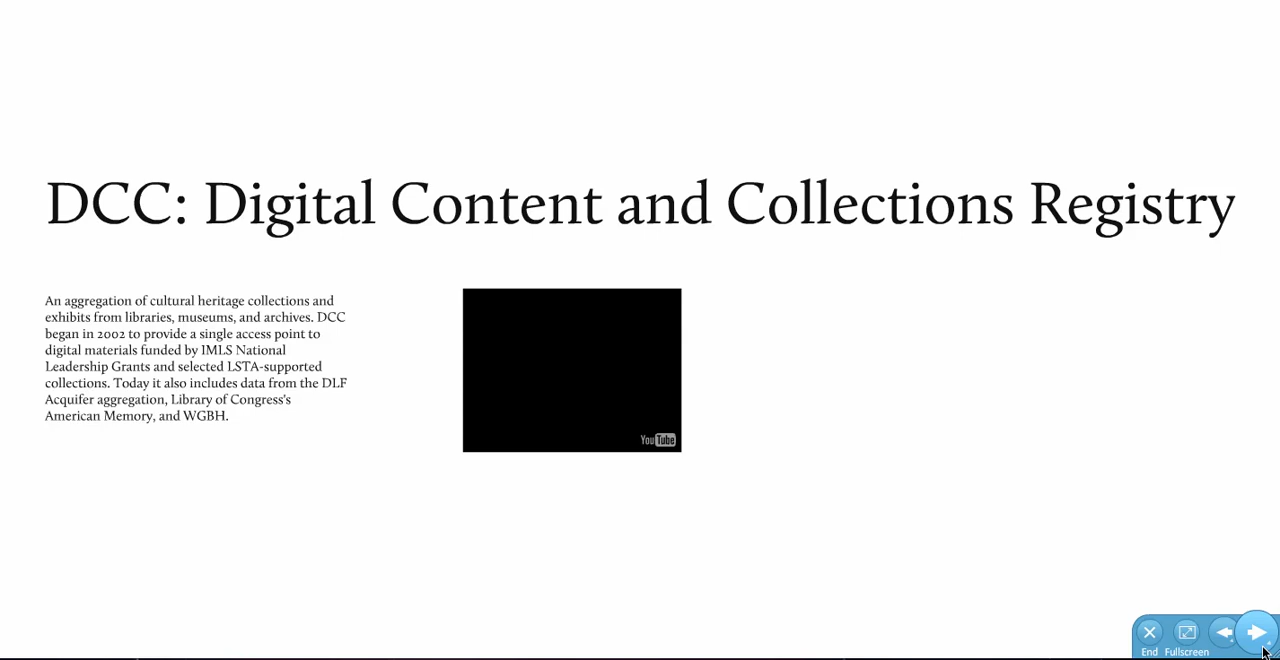 DCC: Digital Content and Collections Registry
An aggregation of cultural heritage collections and
exhibits from libraries, museums, and archives. DCC
began in 2002 to provide a single access point to
digital materials funded by IMLS National
Leadership Grants and selected LSTA-supported
collections. Today it also includes data from the DLF
Acquifer aggregation, Library of Congress's
American Memory, and WGBH.
YouTube
End Fullscreen